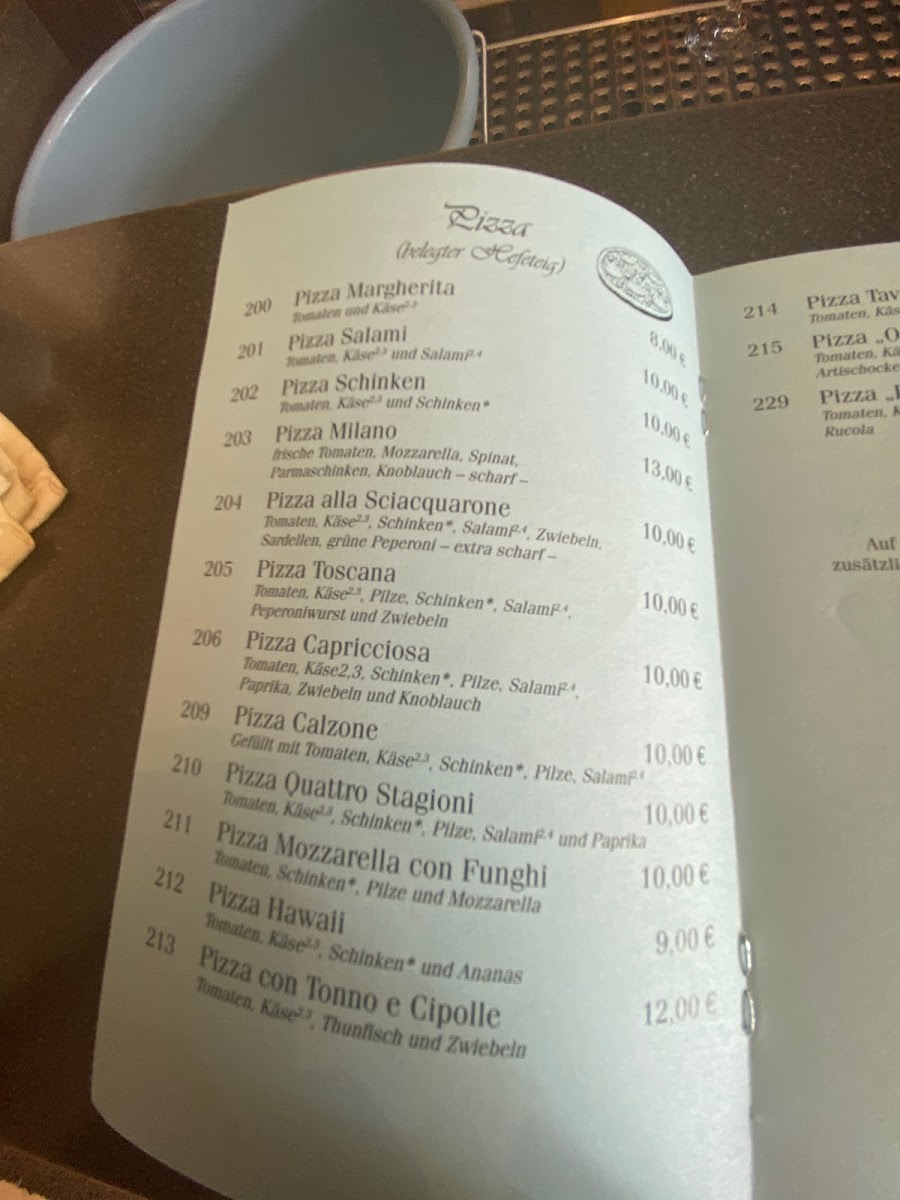 Pizza
(belegter Hefeteig)
200 Pizza Margherita 8,00 €
Tomaten und Käse²,³
201 Pizza Salami 10,00 €
Tomaten, Käse²,³ und Salami²,⁴
202 Pizza Schinken 10,00 €
Tomaten, Käse²,³ und Schinken*
203 Pizza Milano 13,00 €
frische Tomaten, Mozzarella, Spinat,
Parmaschinken, Knoblauch – scharf –
204 Pizza alla Sciacquarone 10,00 €
Tomaten, Käse²,³, Schinken*, Salami²,⁴, Zwiebeln,
Sardellen, grüne Peperoni – extra scharf –
205 Pizza Toscana 10,00 €
Tomaten, Käse²,³, Pilze, Schinken*, Salami²,⁴,
Peperoniwurst und Zwiebeln
206 Pizza Capricciosa 10,00 €
Tomaten, Käse2,3, Schinken*, Pilze, Salami²,⁴,
Paprika, Zwiebeln und Knoblauch
209 Pizza Calzone 10,00 €
Gefüllt mit Tomaten, Käse²,³, Schinken*, Pilze, Salami²,⁴
210 Pizza Quattro Stagioni 10,00 €
Tomaten, Käse²,³, Schinken*, Pilze, Salami²,⁴ und Paprika
211 Pizza Mozzarella con Funghi 10,00 €
Tomaten, Schinken*, Pilze und Mozzarella
212 Pizza Hawaii 9,00 €
Tomaten, Käse²,³, Schinken* und Ananas
213 Pizza con Tonno e Cipolle 12,00 €
Tomaten, Käse²,³, Thunfisch und Zwiebeln
214 Pizza Tav
Tomaten, Käs
215 Pizza „O
Tomaten, Kä
Artischocke
229 Pizza „
Tomaten, K
Rucola
Auf
zusätzli